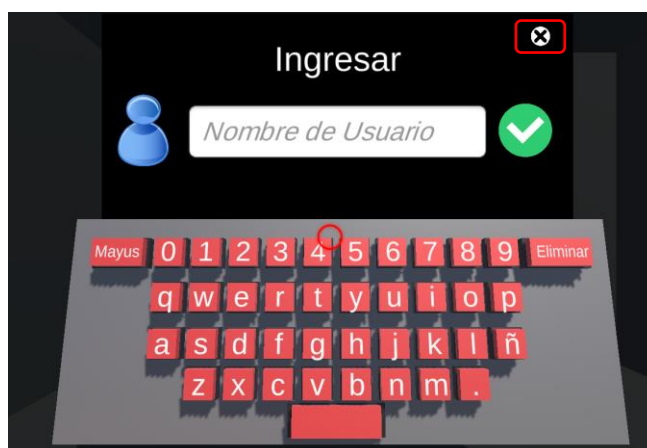 Ingresar
Nombre de Usuario
Mayus 0 1 2 3 4 5 6 7 8 9 Eliminar
q w e r t y u i o p
a s d f g h j k l ñ
z x c v b n m .